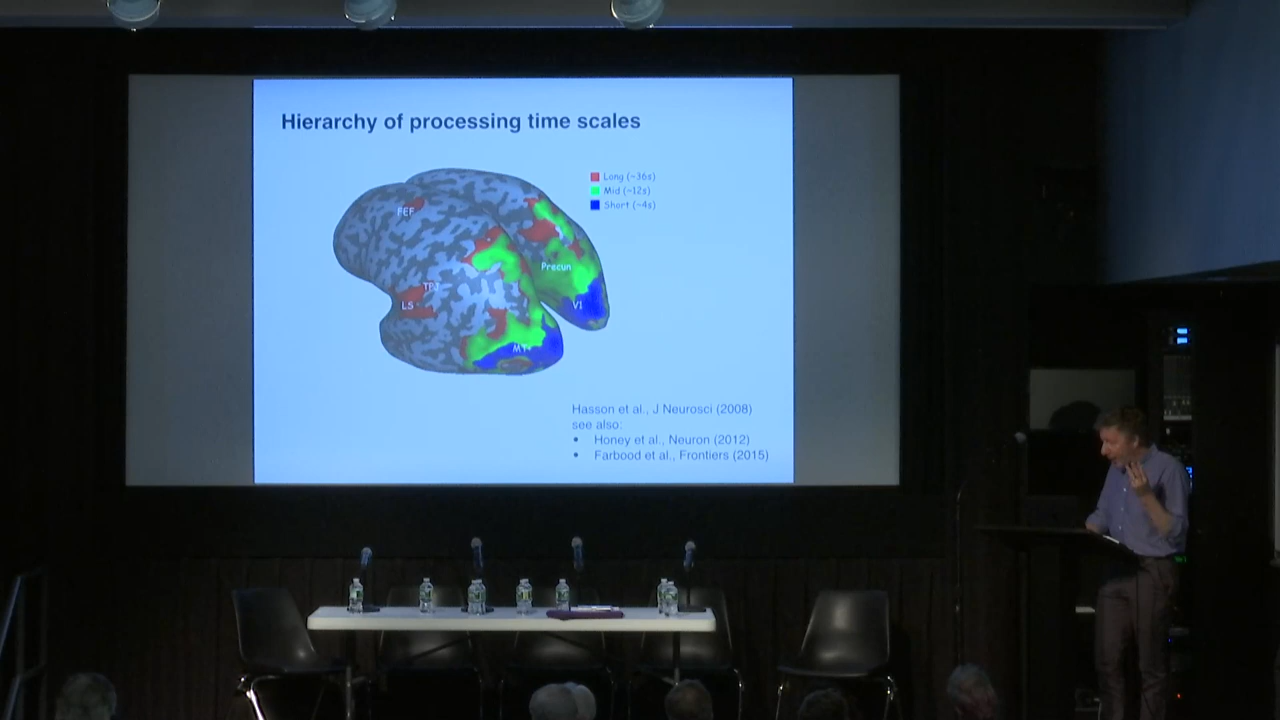 Hierarchy of processing time scales
Long (~36s)
Mid (~12s)
Short (~4s)
FEF
Precun
TPJ
LS
V1
MT+
Hasson et al., J Neurosci (2008)
see also:
• Honey et al., Neuron (2012)
• Farbood et al., Frontiers (2015)